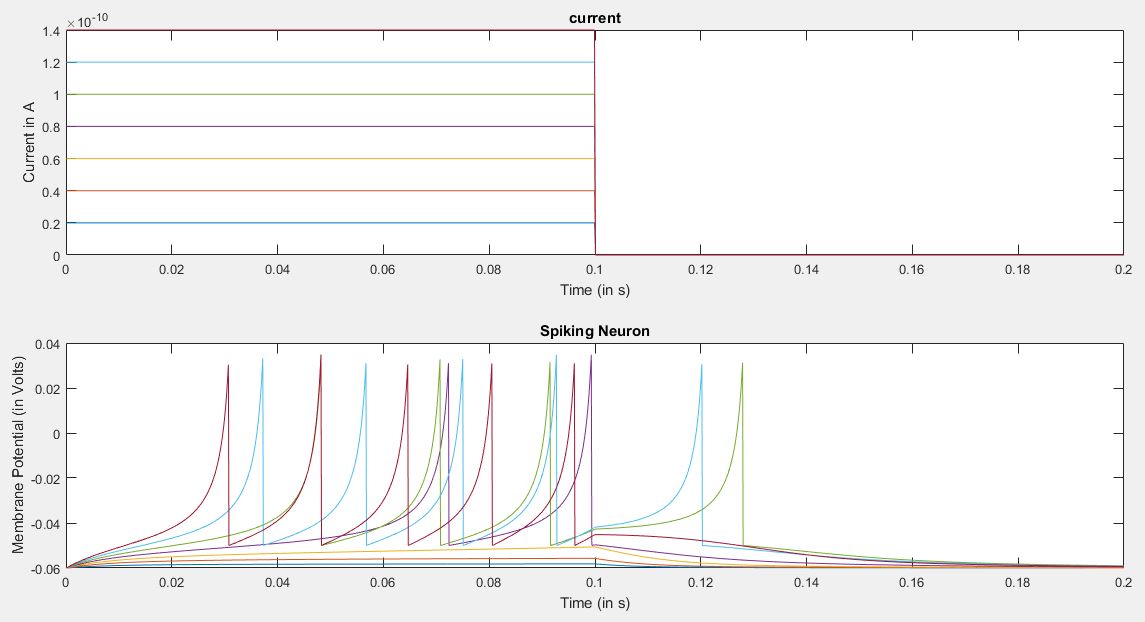 current
×10⁻¹⁰
1.4
1.2
1
0.8
0.6
0.4
0.2
0
Current in A
0 0.02 0.04 0.06 0.08 0.1 0.12 0.14 0.16 0.18 0.2
Time (in s)
Spiking Neuron
0.04
0.02
0
-0.02
-0.04
-0.06
Membrane Potential (in Volts)
0 0.02 0.04 0.06 0.08 0.1 0.12 0.14 0.16 0.18 0.2
Time (in s)